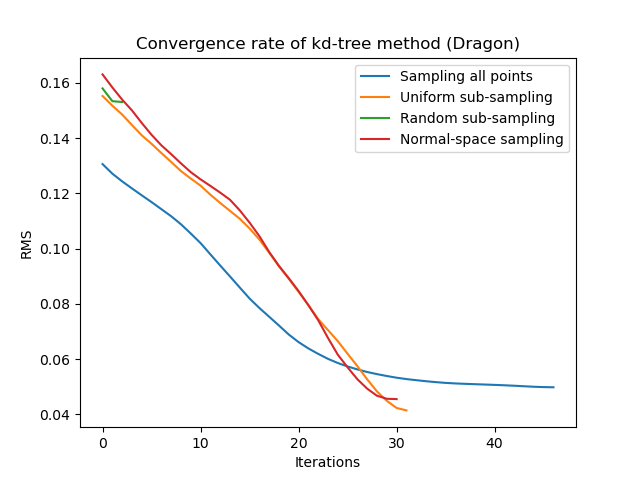 Convergence rate of kd-tree method (Dragon)
Sampling all points
Uniform sub-sampling
Random sub-sampling
Normal-space sampling
RMS
0.16
0.14
0.12
0.10
0.08
0.06
0.04
0 10 20 30 40
Iterations